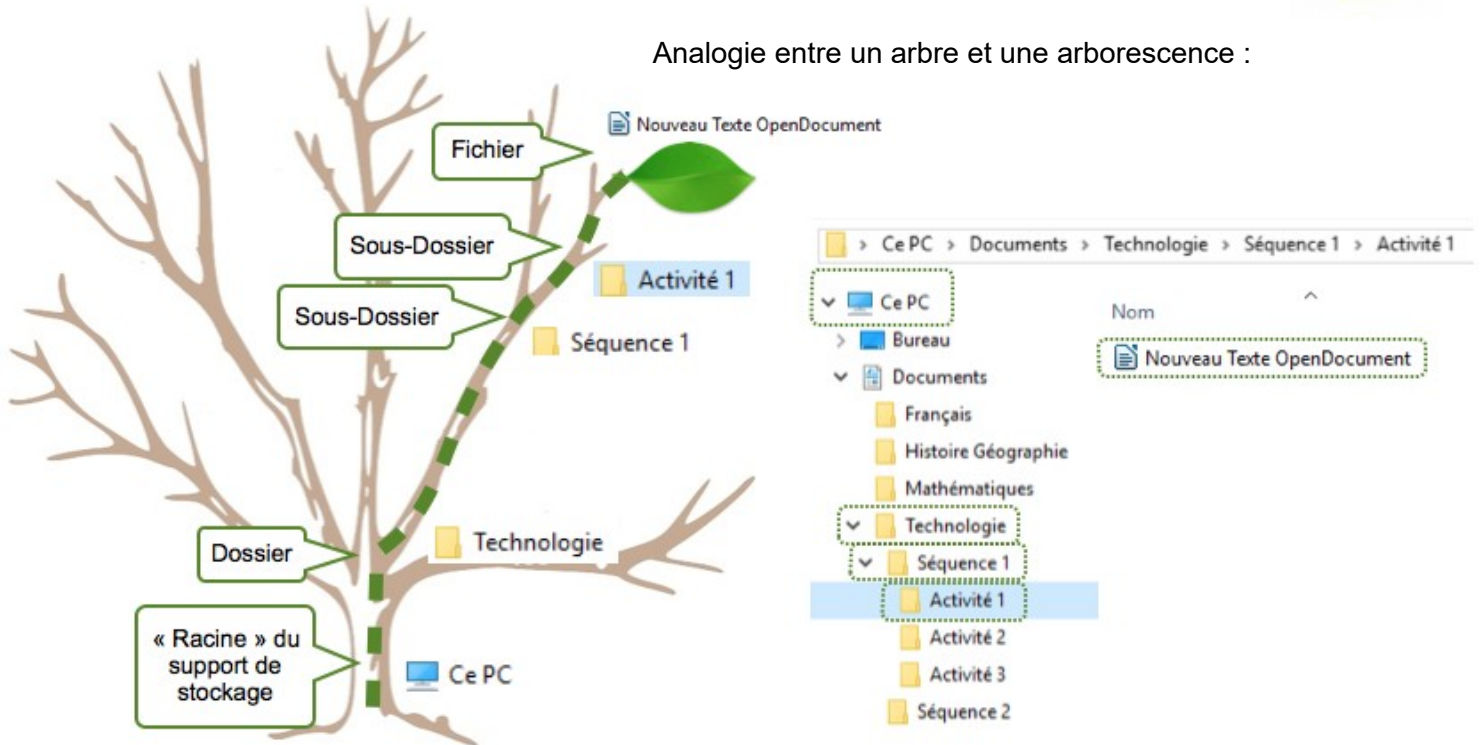 Analogie entre un arbre et une arborescence :
Nouveau Texte OpenDocument
Fichier
Sous-Dossier
Activité 1
Sous-Dossier
Séquence 1
Dossier
Technologie
« Racine » du
support de
stockage
Ce PC
> Ce PC > Documents > Technologie > Séquence 1 > Activité 1
Ce PC
Bureau
Documents
Français
Histoire Géographie
Mathématiques
Technologie
Séquence 1
Activité 1
Activité 2
Activité 3
Séquence 2
Nom
Nouveau Texte OpenDocument